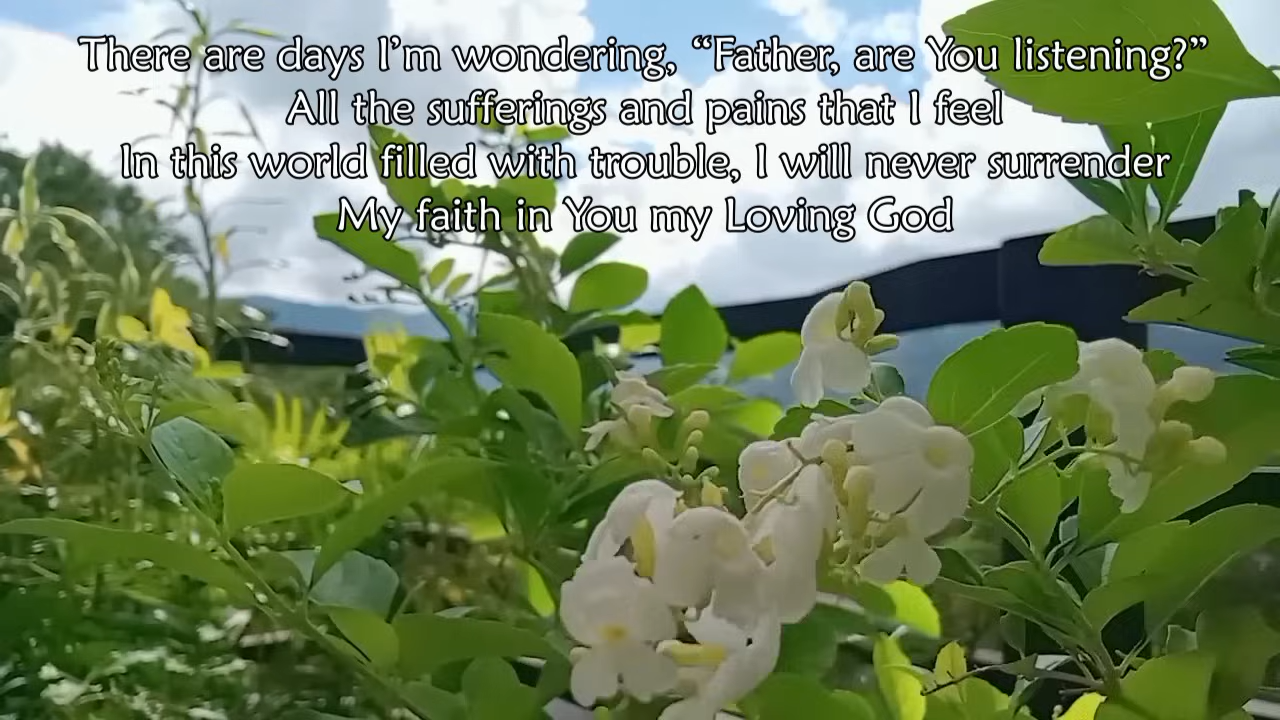 There are days I’m wondering, “Father, are You listening?”
All the sufferings and pains that I feel
In this world filled with trouble, I will never surrender
My faith in You my Loving God